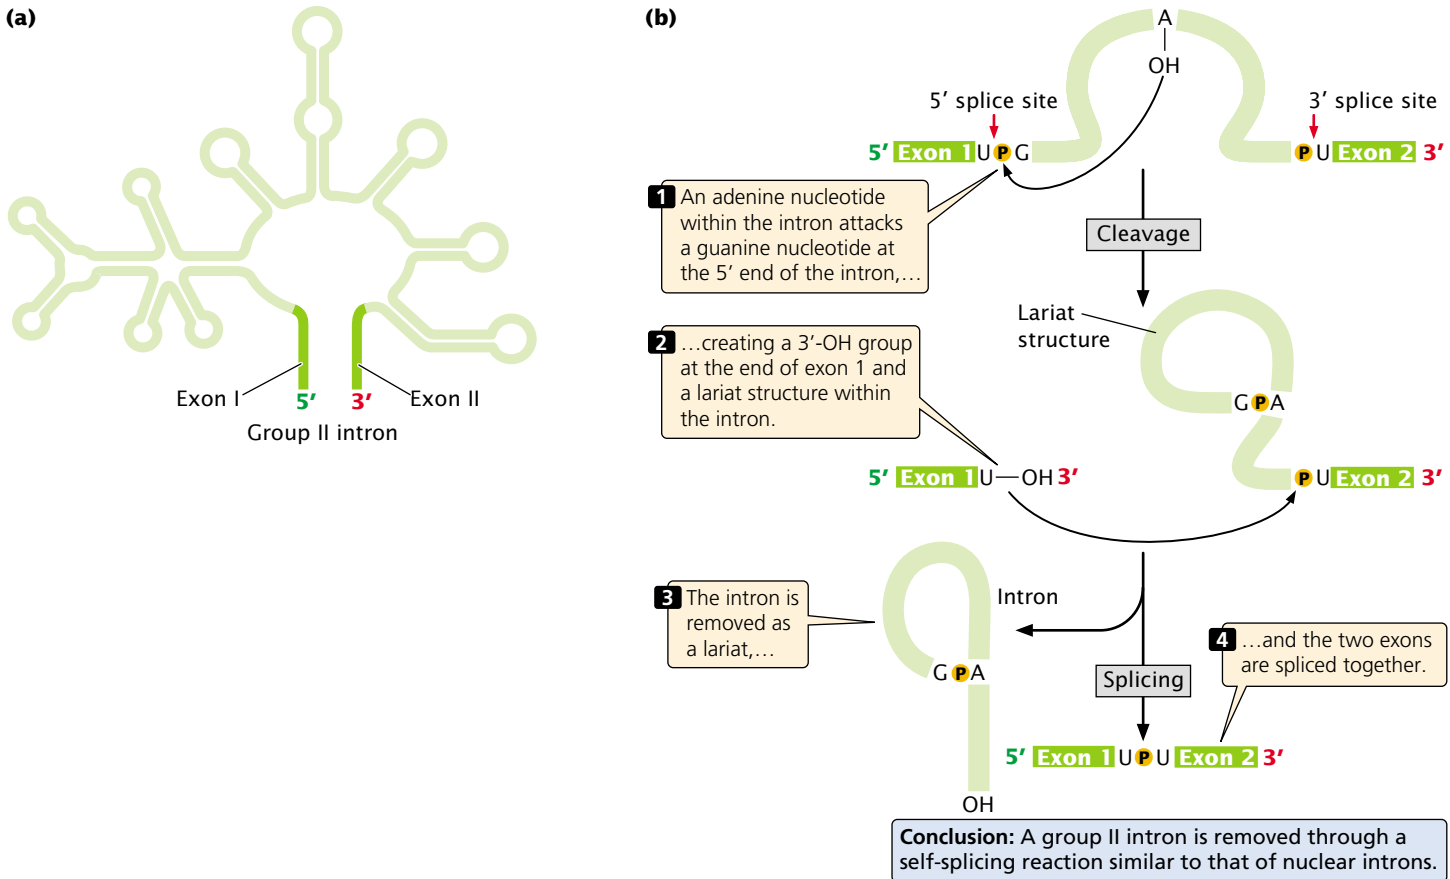 (a)
Exon I
5′
3′
Exon II
Group II intron
(b)
A
OH
5′ splice site
3′ splice site
5′ Exon 1 U P G
P U Exon 2 3′
1 An adenine nucleotide
within the intron attacks
a guanine nucleotide at
the 5′ end of the intron,…
Cleavage
Lariat
structure
G P A
2 …creating a 3′-OH group
at the end of exon 1 and
a lariat structure within
the intron.
5′ Exon 1 U—OH 3′
P U Exon 2 3′
3 The intron is
removed as
a lariat,…
Intron
G P A
OH
Splicing
4 …and the two exons
are spliced together.
5′ Exon 1 U P U Exon 2 3′
Conclusion: A group II intron is removed through a
self-splicing reaction similar to that of nuclear introns.